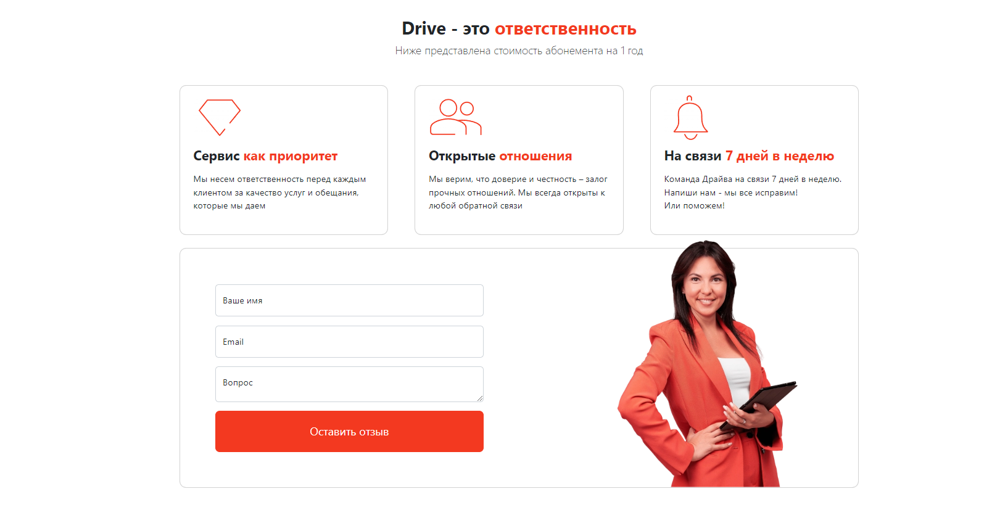 Drive - это ответственность
Ниже представлена стоимость абонемента на 1 год
Сервис как приоритет
Мы несем ответственность перед каждым
клиентом за качество услуг и обещания,
которые мы даем
Открытые отношения
Мы верим, что доверие и честность – залог
прочных отношений. Мы всегда открыты к
любой обратной связи
На связи 7 дней в неделю
Команда Драйва на связи 7 дней в неделю.
Напиши нам - мы все исправим!
Или поможем!
Ваше имя
Email
Вопрос
Оставить отзыв